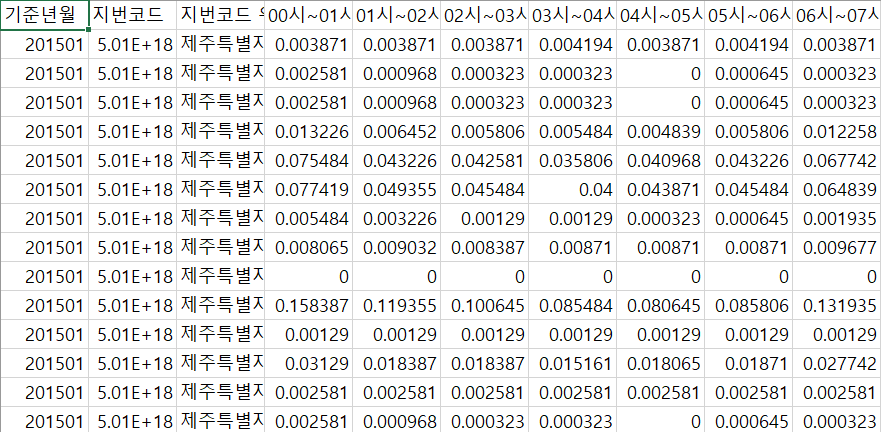 기준년월 지번코드 지번코드 00시~01시 01시~02시 02시~03시 03시~04시 04시~05시 05시~06시 06시~07시
201501 5.01E+18 제주특별자 0.003871 0.003871 0.003871 0.004194 0.003871 0.004194 0.003871
201501 5.01E+18 제주특별자 0.002581 0.000968 0.000323 0.000323 0 0.000645 0.000323
201501 5.01E+18 제주특별자 0.002581 0.000968 0.000323 0.000323 0 0.000645 0.000323
201501 5.01E+18 제주특별자 0.013226 0.006452 0.005806 0.005484 0.004839 0.005806 0.012258
201501 5.01E+18 제주특별자 0.075484 0.043226 0.042581 0.035806 0.040968 0.043226 0.067742
201501 5.01E+18 제주특별자 0.077419 0.049355 0.045484 0.04 0.043871 0.045484 0.064839
201501 5.01E+18 제주특별자 0.005484 0.003226 0.00129 0.00129 0.000323 0.000645 0.001935
201501 5.01E+18 제주특별자 0.008065 0.009032 0.008387 0.00871 0.00871 0.00871 0.009677
201501 5.01E+18 제주특별자 0 0 0 0 0 0 0
201501 5.01E+18 제주특별자 0.158387 0.119355 0.100645 0.085484 0.080645 0.085806 0.131935
201501 5.01E+18 제주특별자 0.00129 0.00129 0.00129 0.00129 0.00129 0.00129 0.00129
201501 5.01E+18 제주특별자 0.03129 0.018387 0.018387 0.015161 0.018065 0.01871 0.027742
201501 5.01E+18 제주특별자 0.002581 0.002581 0.002581 0.002581 0.002581 0.002581 0.002581
201501 5.01E+18 제주특별자 0.002581 0.000968 0.000323 0.000323 0 0.000645 0.000323